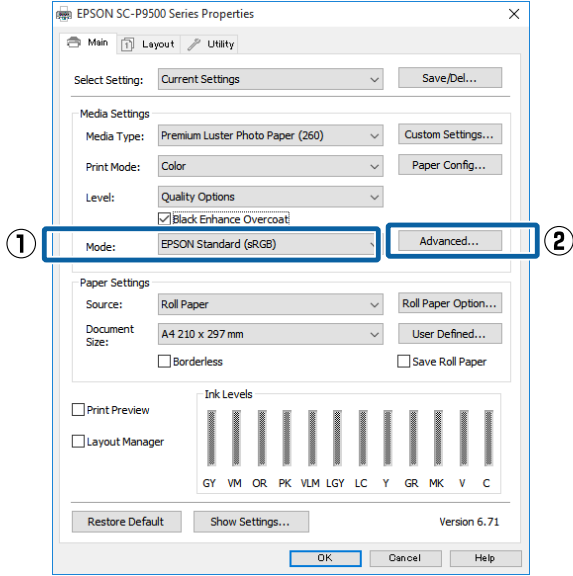 EPSON SC-P9500 Series Properties
Main Layout Utility
Select Setting: Current Settings Save/Del...
Media Settings
Media Type: Premium Luster Photo Paper (260) Custom Settings...
Print Mode: Color Paper Config...
Level: Quality Options
Black Enhance Overcoat
① Mode: EPSON Standard (sRGB) Advanced... ②
Paper Settings
Source: Roll Paper Roll Paper Option...
Document Size: A4 210 x 297 mm User Defined...
Borderless Save Roll Paper
Ink Levels
Print Preview
Layout Manager
GY VM OR PK VLM LGY LC Y GR MK V C
Restore Default Show Settings... Version 6.71
OK Cancel Help